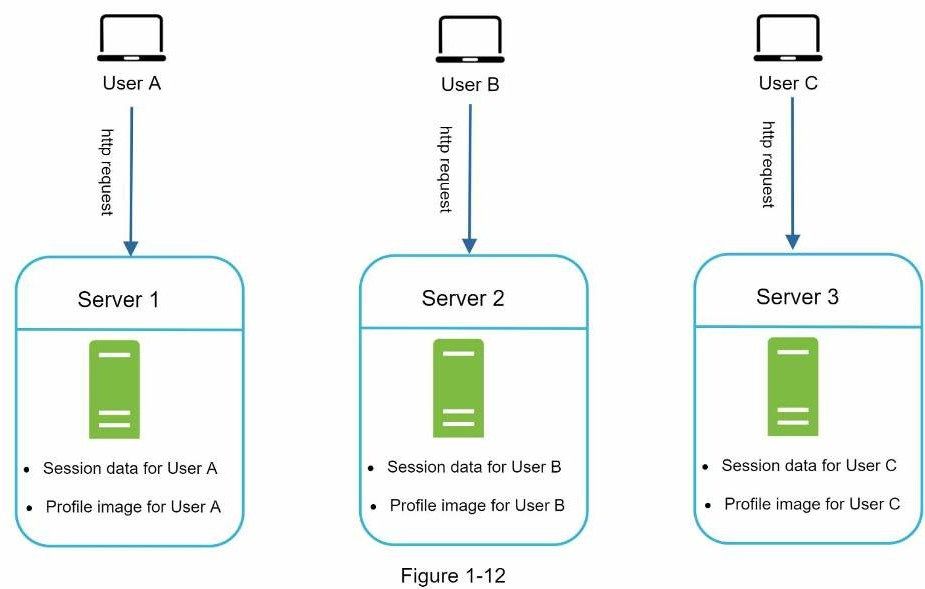 User A
User B
User C
http request
http request
http request
Server 1
Server 2
Server 3
• Session data for User A
• Profile image for User A
• Session data for User B
• Profile image for User B
• Session data for User C
• Profile image for User C
Figure 1-12